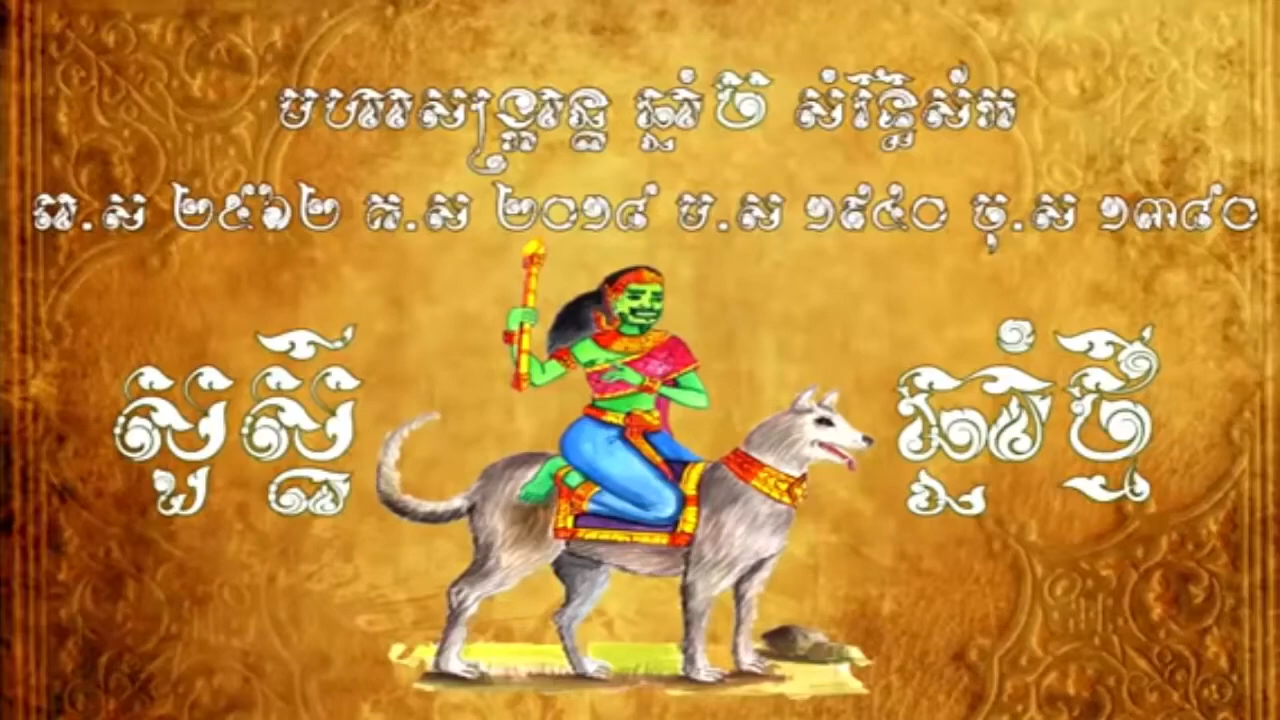 មហាសង្ក្រាន្ត ឆ្នាំច សំរឹទ្ធិស័ក
ព.ស ២៥៦២ គ.ស ២០១៨ ម.ស ១៩៤០ ចុ.ស ១៣៨០
សួស្តី ឆ្នាំថ្មី